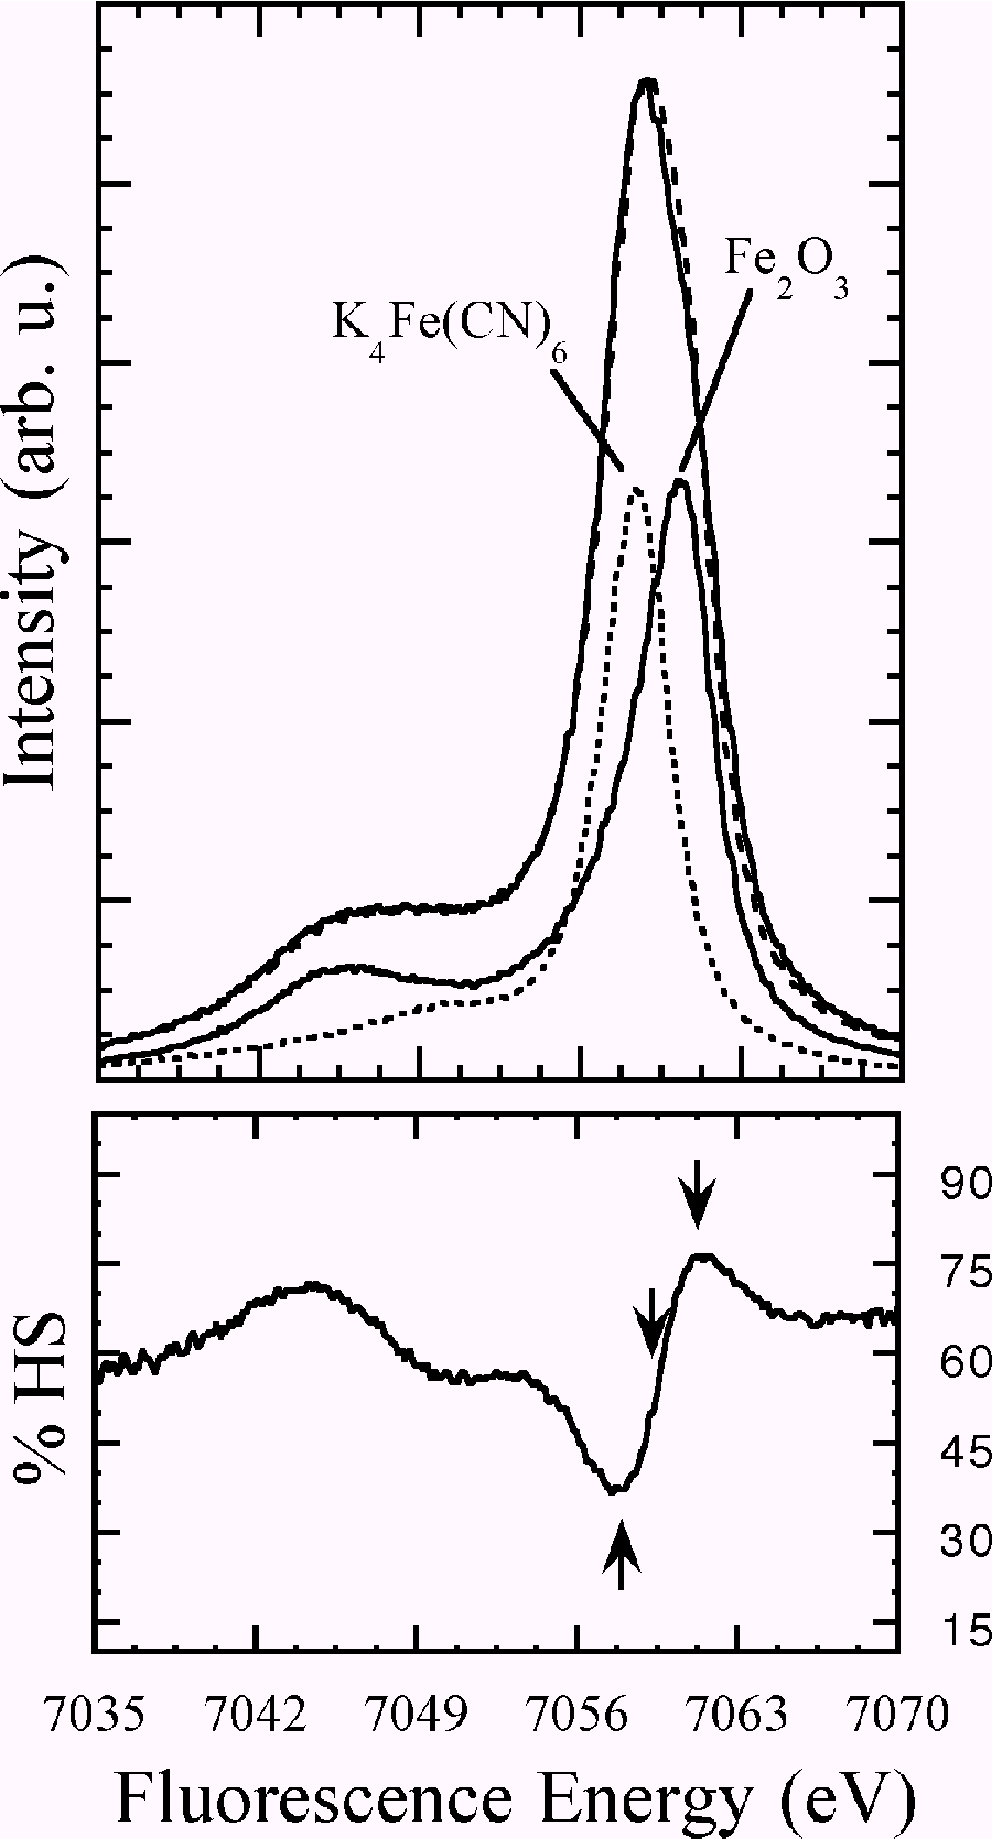 Intensity (arb. u.)
Fe₂O₃
K₄Fe(CN)₆
% HS
90
75
60
45
30
15
7035 7042 7049 7056 7063 7070
Fluorescence Energy (eV)